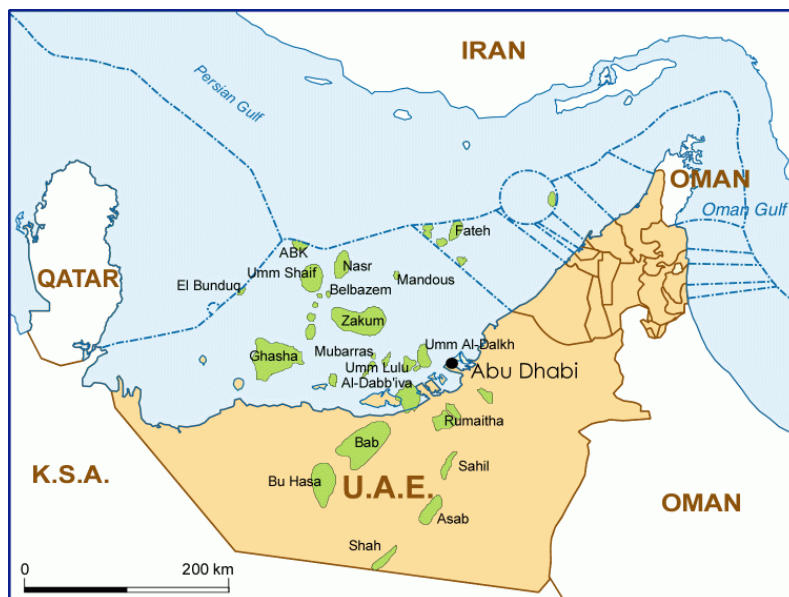 IRAN
Persian Gulf
OMAN
Oman Gulf
Fateh
ABK
QATAR
Umm Shaif
Nasr
El Bunduq
Belbazem
Mandous
Zakum
Ghasha
Mubarras
Umm Al-Dalkh
Umm Lulu
Abu Dhabi
Al-Dabb'iya
Rumaitha
Bab
K.S.A.
Sahil
Bu Hasa
U.A.E.
OMAN
Asab
Shah
0
200 km